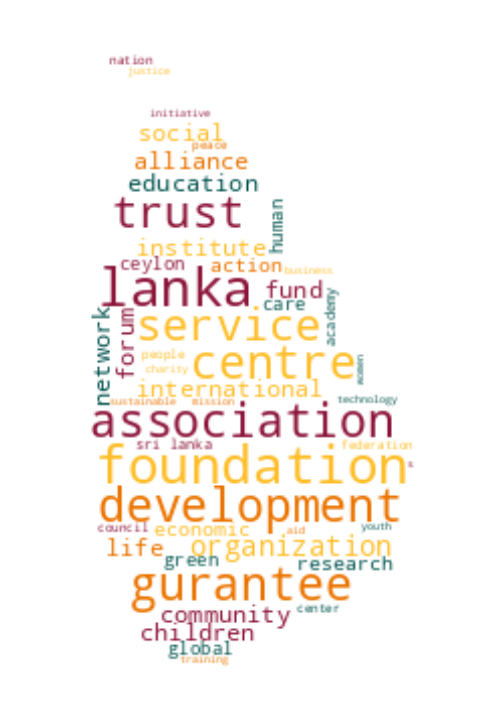 nation
justice
initiative
social
peace
alliance
education
trust
human
institute
ceylon
action
business
lanka
fund
care
academy
network
forum
service
people
centre
women
charity
international
sustainable
mission
technology
association
sri lanka
federation
foundation
s
development
council
economic
aid
youth
life
organization
green
research
gurantee
center
community
children
global
training